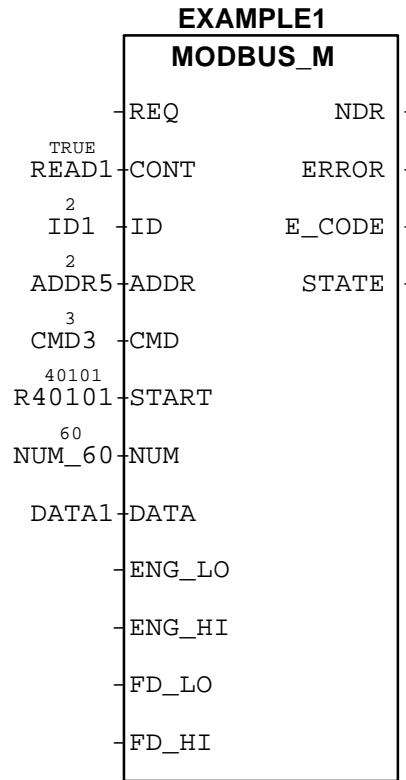 EXAMPLE1
MODBUS_M
REQ NDR
TRUE
READ1 CONT ERROR
2
ID1 ID E_CODE
2
ADDR5 ADDR STATE
3
CMD3 CMD
40101
R40101 START
60
NUM_60 NUM
DATA1 DATA
ENG_LO
ENG_HI
FD_LO
FD_HI